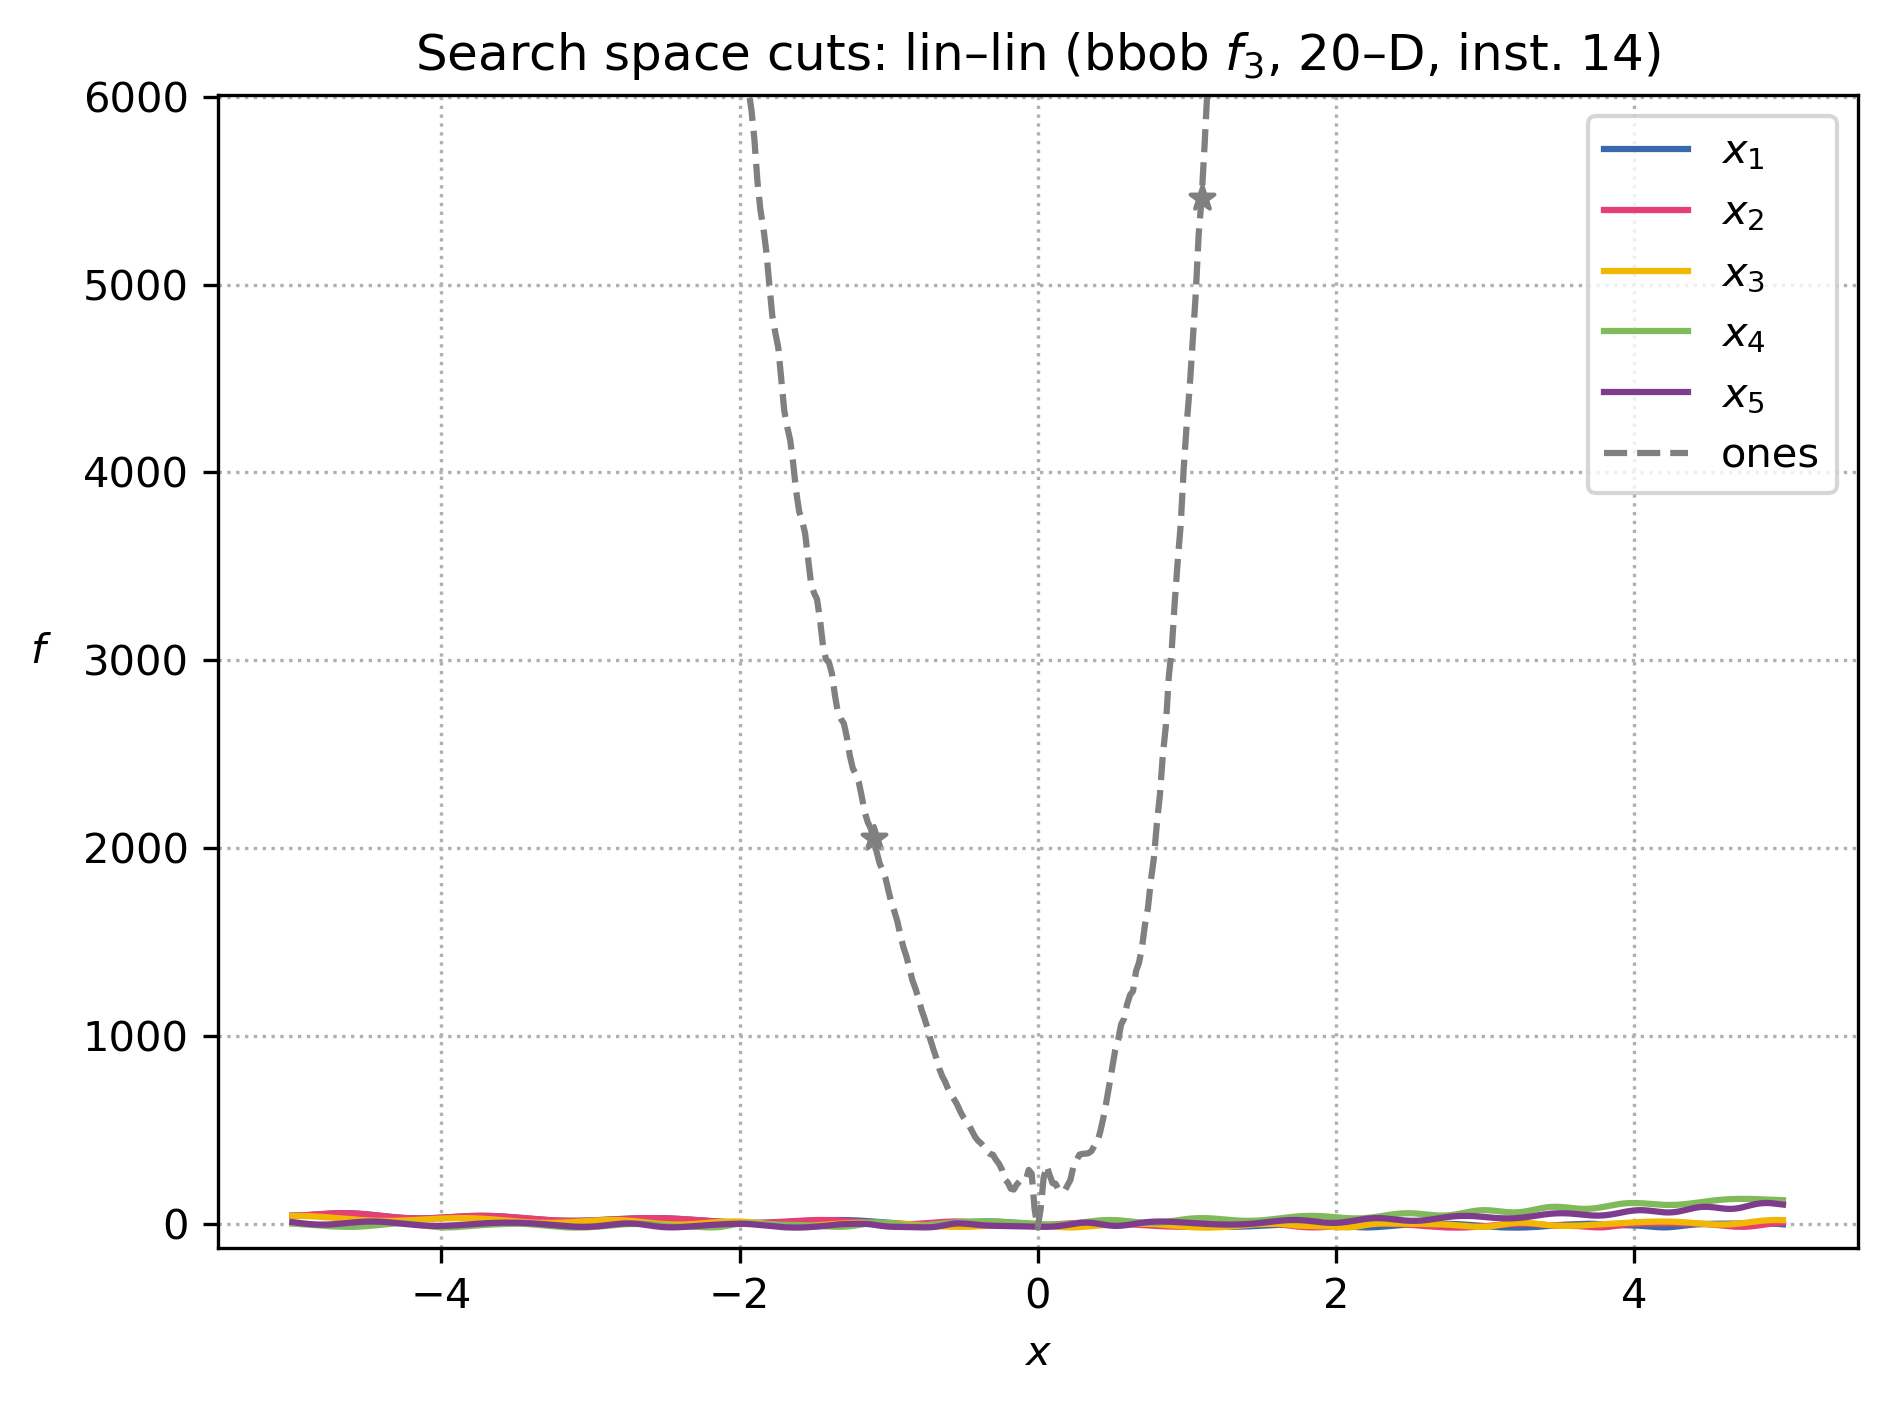 Search space cuts: lin–lin (bbob f₃, 20–D, inst. 14)
6000
5000
4000
3000
2000
1000
0
f
−4
−2
0
2
4
x
x₁
x₂
x₃
x₄
x₅
ones